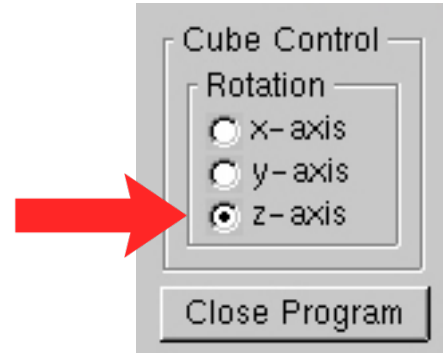 Cube Control
Rotation
x-axis
y-axis
z-axis
Close Program